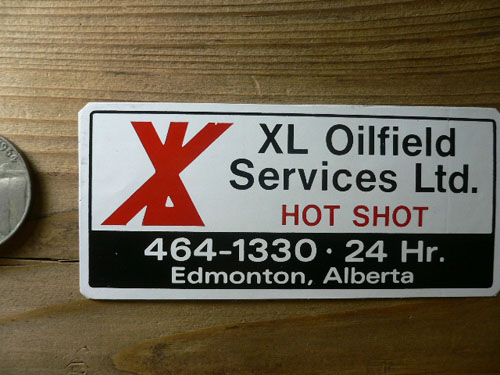 XL Oilfield
Services Ltd.
HOT SHOT
464-1330 · 24 Hr.
Edmonton, Alberta